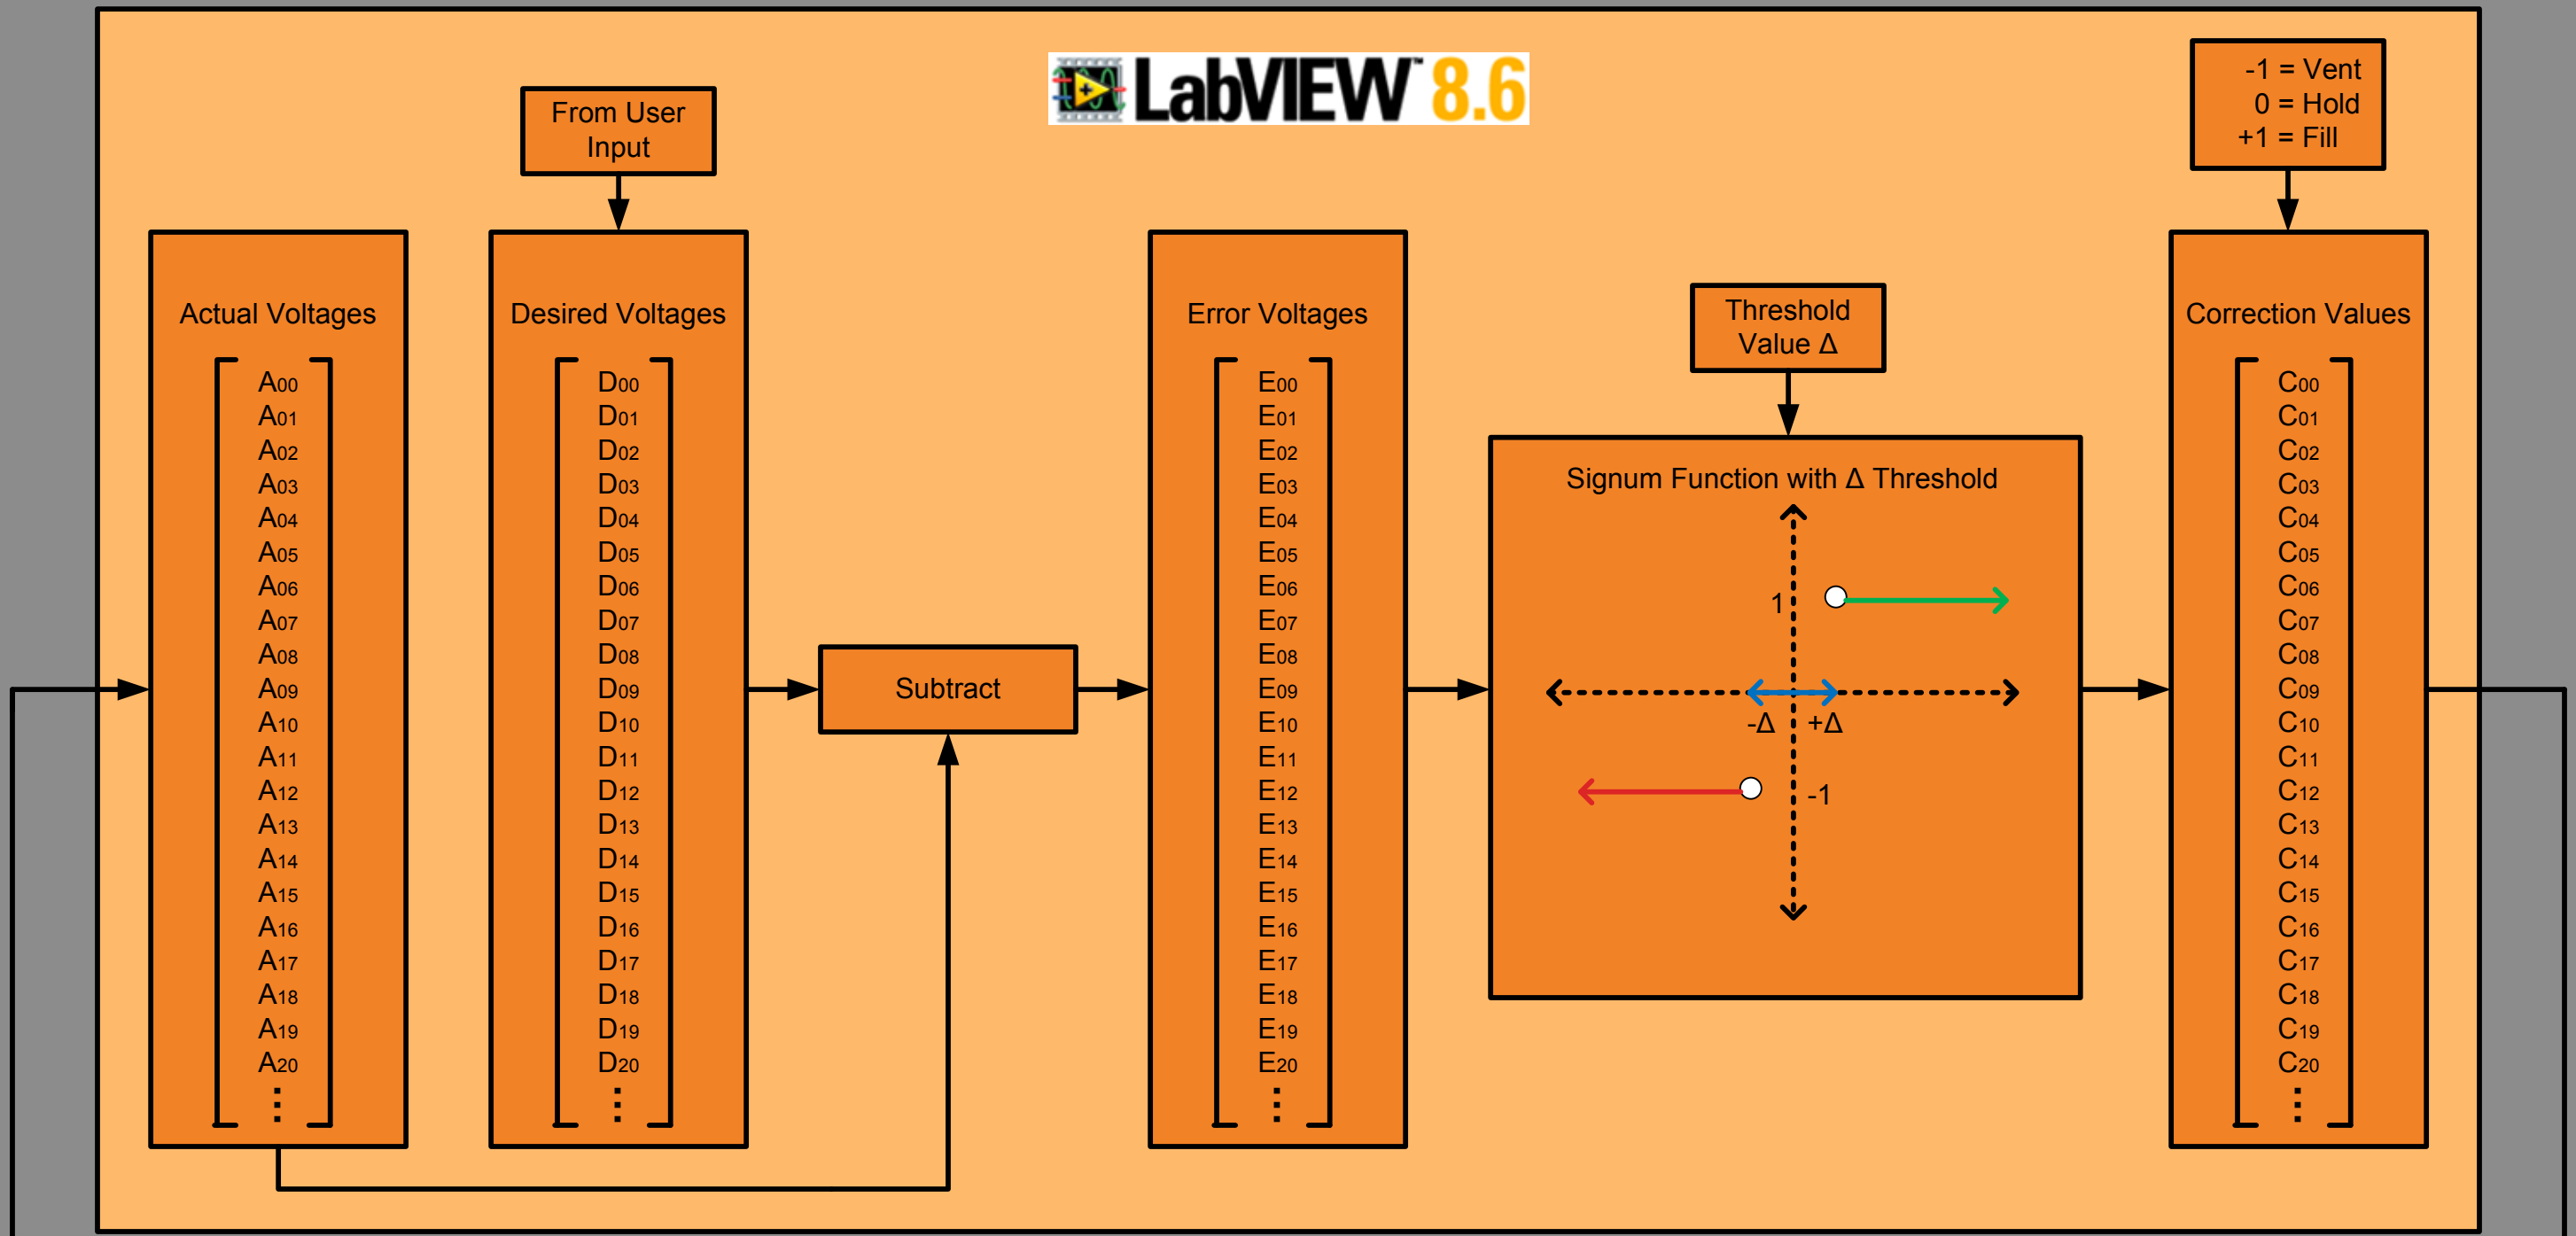 LabVIEW™ 8.6
From User
Input
-1 = Vent
0 = Hold
+1 = Fill
Actual Voltages
A00
A01
A02
A03
A04
A05
A06
A07
A08
A09
A10
A11
A12
A13
A14
A15
A16
A17
A18
A19
A20
⋮
Desired Voltages
D00
D01
D02
D03
D04
D05
D06
D07
D08
D09
D10
D11
D12
D13
D14
D15
D16
D17
D18
D19
D20
⋮
Subtract
Error Voltages
E00
E01
E02
E03
E04
E05
E06
E07
E08
E09
E10
E11
E12
E13
E14
E15
E16
E17
E18
E19
E20
⋮
Threshold
Value Δ
Signum Function with Δ Threshold
1
-Δ +Δ
-1
Correction Values
C00
C01
C02
C03
C04
C05
C06
C07
C08
C09
C10
C11
C12
C13
C14
C15
C16
C17
C18
C19
C20
⋮